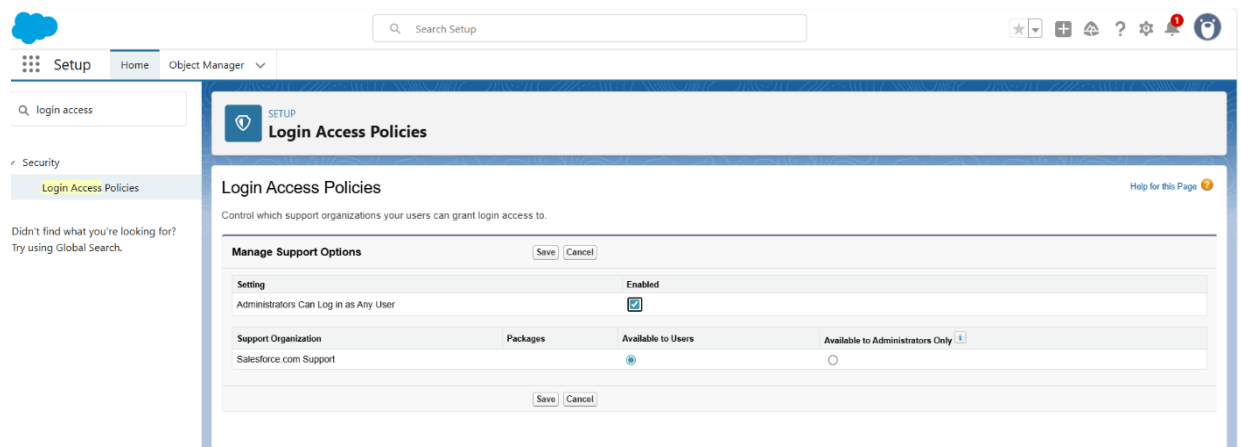 Search Setup
1
Setup
Home
Object Manager
login access
Security
Login Access Policies
Didn't find what you're looking for?
Try using Global Search.
SETUP
Login Access Policies
Login Access Policies
Help for this Page ?
Control which support organizations your users can grant login access to.
Manage Support Options Save Cancel
Setting Enabled
Administrators Can Log in as Any User
Support Organization Packages Available to Users Available to Administrators Only i
Salesforce.com Support
Save Cancel